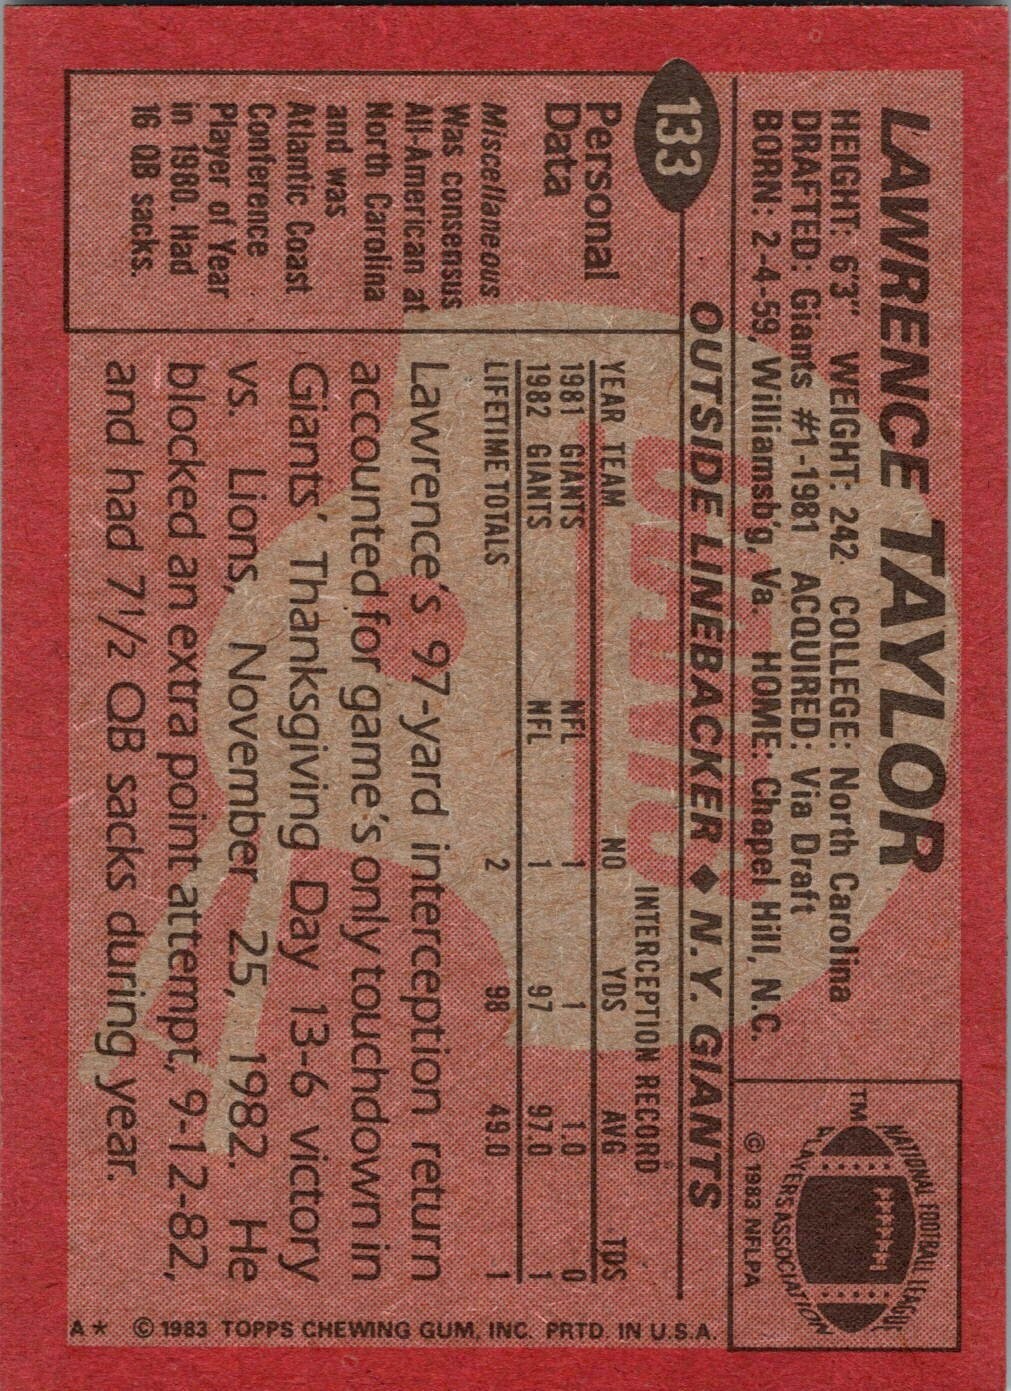 LAWRENCE TAYLOR
HEIGHT: 6'3" WEIGHT: 242 COLLEGE: North Carolina
DRAFTED: Giants #1-1981 ACQUIRED: Via Draft
BORN: 2-4-59, Williamsb'g, Va. HOME: Chapel Hill, N.C.
NATIONAL FOOTBALL LEAGUE
PLAYERS ASSOCIATION
TM
© 1983 NFLPA
133
OUTSIDE LINEBACKER ♦ N.Y. GIANTS
Personal
Data
Miscellaneous
Was consensus
All-American at
North Carolina
and was
Atlantic Coast
Conference
Player of Year
in 1980. Had
16 QB sacks.
GIANTS
INTERCEPTION RECORD
YEAR TEAM NO YDS AVG TDS
1981 GIANTS NFL 1 1 1.0 0
1982 GIANTS NFL 1 97 97.0 1
LIFETIME TOTALS 2 98 49.0 1
Lawrence's 97-yard interception return
accounted for game's only touchdown in
Giants' Thanksgiving Day 13-6 victory
vs. Lions, November 25, 1982. He
blocked an extra point attempt, 9-12-82,
and had 7½ QB sacks during year.
A* © 1983 TOPPS CHEWING GUM, INC. PRTD. IN U.S.A.